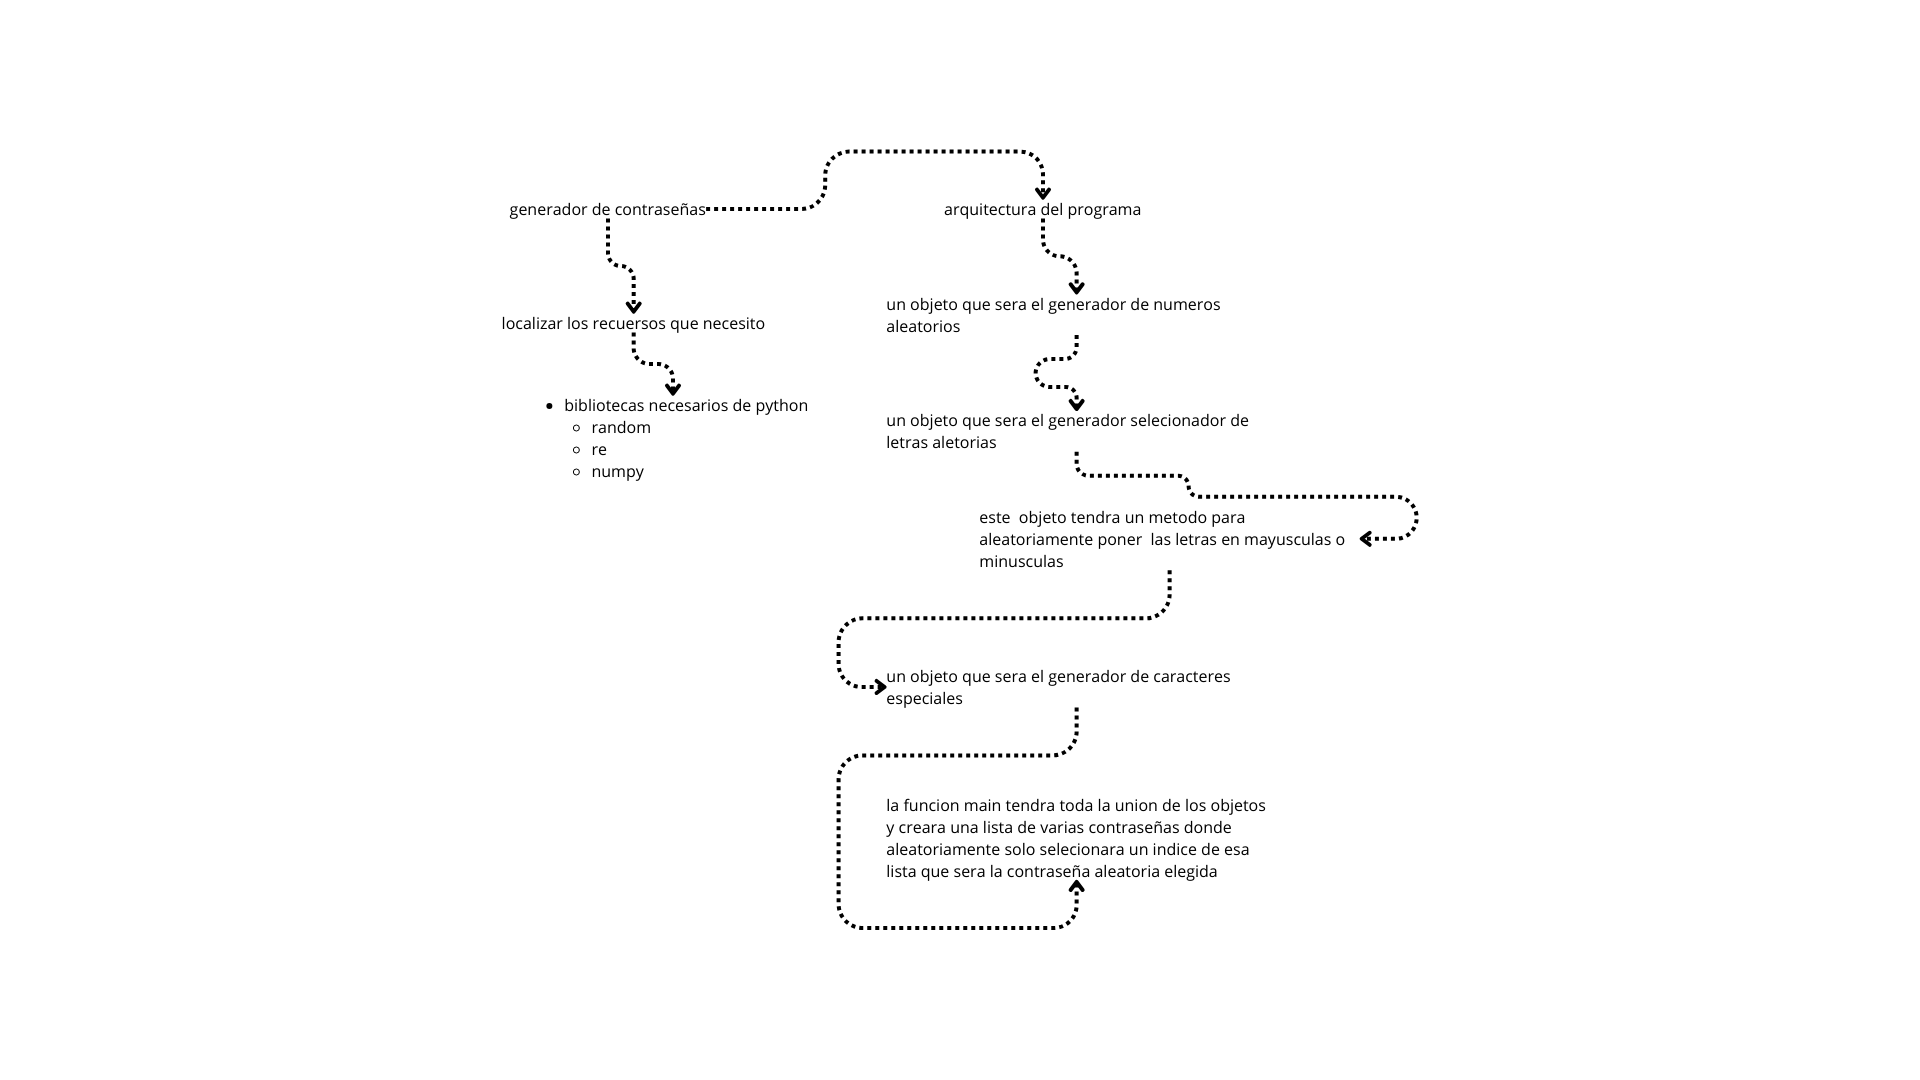 generador de contraseñas
localizar los recuersos que necesito
bibliotecas necesarios de python
random
re
numpy
arquitectura del programa
un objeto que sera el generador de numeros
aleatorios
un objeto que sera el generador selecionador de
letras aletorias
este  objeto tendra un metodo para
aleatoriamente poner  las letras en mayusculas o
minusculas
un objeto que sera el generador de caracteres
especiales
la funcion main tendra toda la union de los objetos
y creara una lista de varias contraseñas donde
aleatoriamente solo selecionara un indice de esa
lista que sera la contraseña aleatoria elegida